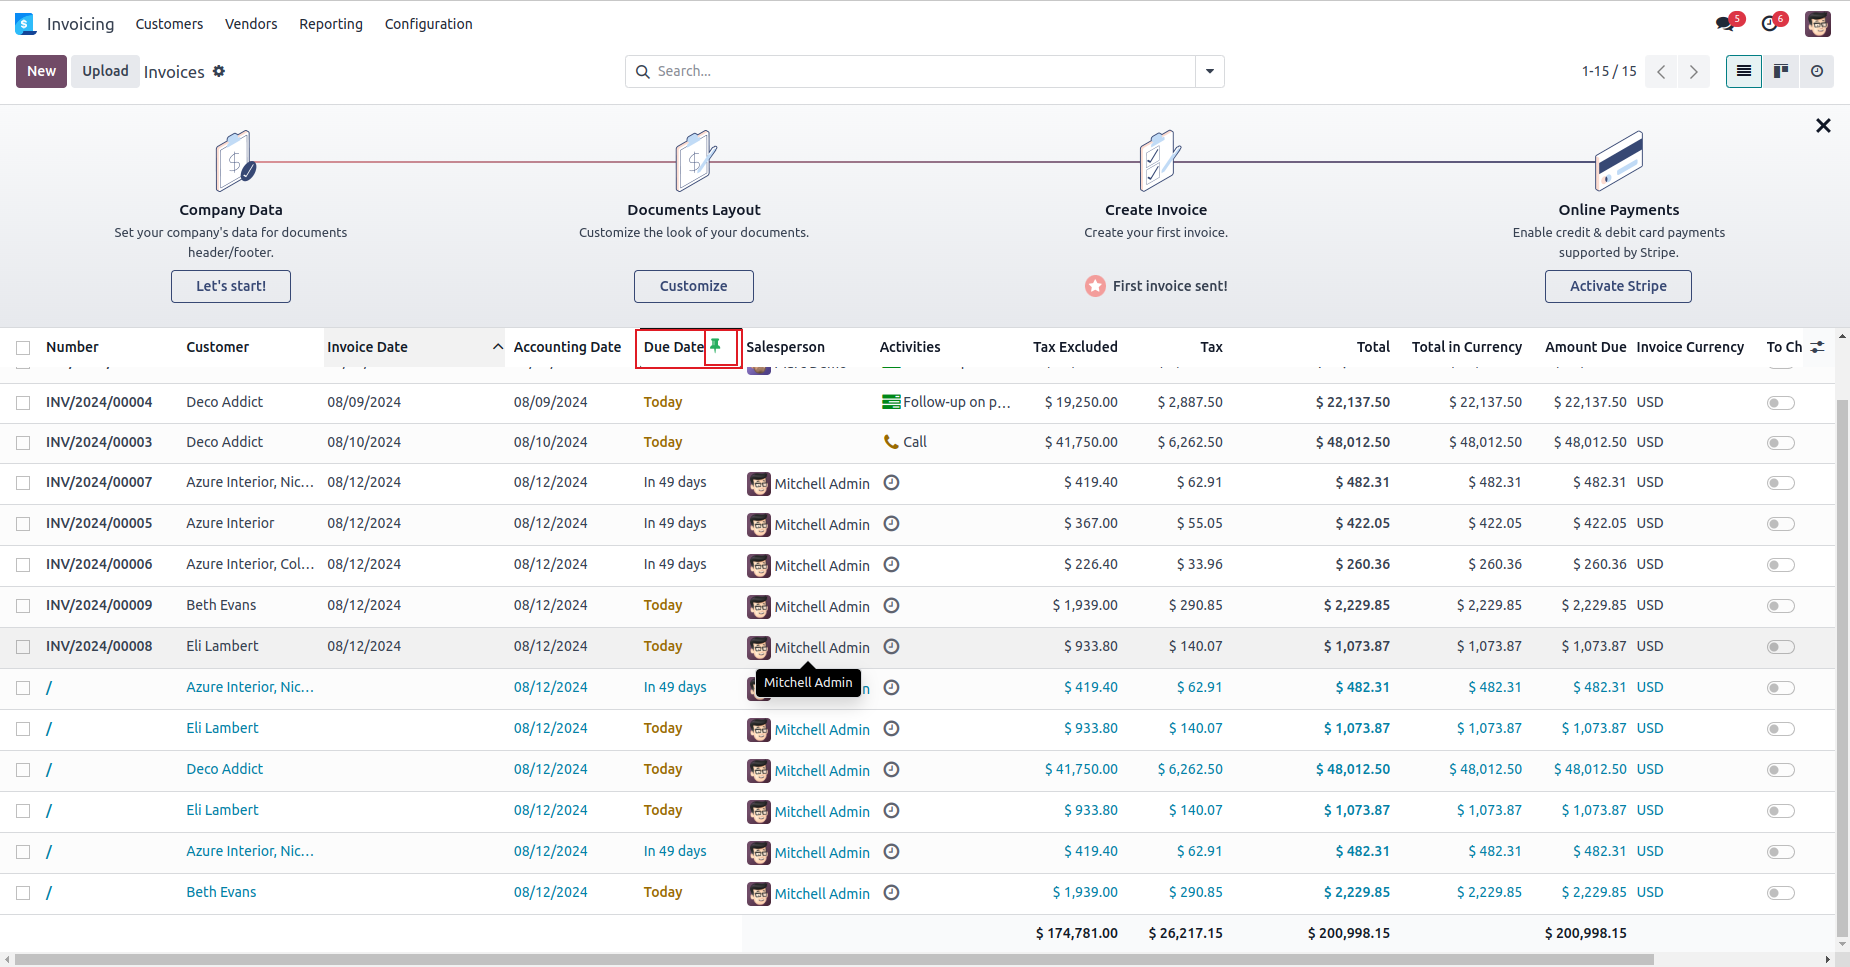 Invoicing Customers Vendors Reporting Configuration 5 6
New Upload Invoices Search... 1-15 / 15
Company Data Documents Layout Create Invoice Online Payments
Set your company's data for documents Customize the look of your documents. Create your first invoice. Enable credit & debit card payments
header/footer. supported by Stripe.
Let's start! Customize First invoice sent! Activate Stripe
Number Customer Invoice Date Accounting Date Due Date Salesperson Activities Tax Excluded Tax Total Total in Currency Amount Due Invoice Currency To Ch
INV/2024/00004 Deco Addict 08/09/2024 08/09/2024 Today Follow-up on p... $ 19,250.00 $ 2,887.50 $ 22,137.50 $ 22,137.50 $ 22,137.50 USD
INV/2024/00003 Deco Addict 08/10/2024 08/10/2024 Today Call $ 41,750.00 $ 6,262.50 $ 48,012.50 $ 48,012.50 $ 48,012.50 USD
INV/2024/00007 Azure Interior, Nic... 08/12/2024 08/12/2024 In 49 days Mitchell Admin $ 419.40 $ 62.91 $ 482.31 $ 482.31 $ 482.31 USD
INV/2024/00005 Azure Interior 08/12/2024 08/12/2024 In 49 days Mitchell Admin $ 367.00 $ 55.05 $ 422.05 $ 422.05 $ 422.05 USD
INV/2024/00006 Azure Interior, Col... 08/12/2024 08/12/2024 In 49 days Mitchell Admin $ 226.40 $ 33.96 $ 260.36 $ 260.36 $ 260.36 USD
INV/2024/00009 Beth Evans 08/12/2024 08/12/2024 Today Mitchell Admin $ 1,939.00 $ 290.85 $ 2,229.85 $ 2,229.85 $ 2,229.85 USD
INV/2024/00008 Eli Lambert 08/12/2024 08/12/2024 Today Mitchell Admin $ 933.80 $ 140.07 $ 1,073.87 $ 1,073.87 $ 1,073.87 USD
Mitchell Admin
/ Azure Interior, Nic... 08/12/2024 In 49 days n $ 419.40 $ 62.91 $ 482.31 $ 482.31 $ 482.31 USD
/ Eli Lambert 08/12/2024 Today Mitchell Admin $ 933.80 $ 140.07 $ 1,073.87 $ 1,073.87 $ 1,073.87 USD
/ Deco Addict 08/12/2024 Today Mitchell Admin $ 41,750.00 $ 6,262.50 $ 48,012.50 $ 48,012.50 $ 48,012.50 USD
/ Eli Lambert 08/12/2024 Today Mitchell Admin $ 933.80 $ 140.07 $ 1,073.87 $ 1,073.87 $ 1,073.87 USD
/ Azure Interior, Nic... 08/12/2024 In 49 days Mitchell Admin $ 419.40 $ 62.91 $ 482.31 $ 482.31 $ 482.31 USD
/ Beth Evans 08/12/2024 Today Mitchell Admin $ 1,939.00 $ 290.85 $ 2,229.85 $ 2,229.85 $ 2,229.85 USD
$ 174,781.00 $ 26,217.15 $ 200,998.15 $ 200,998.15